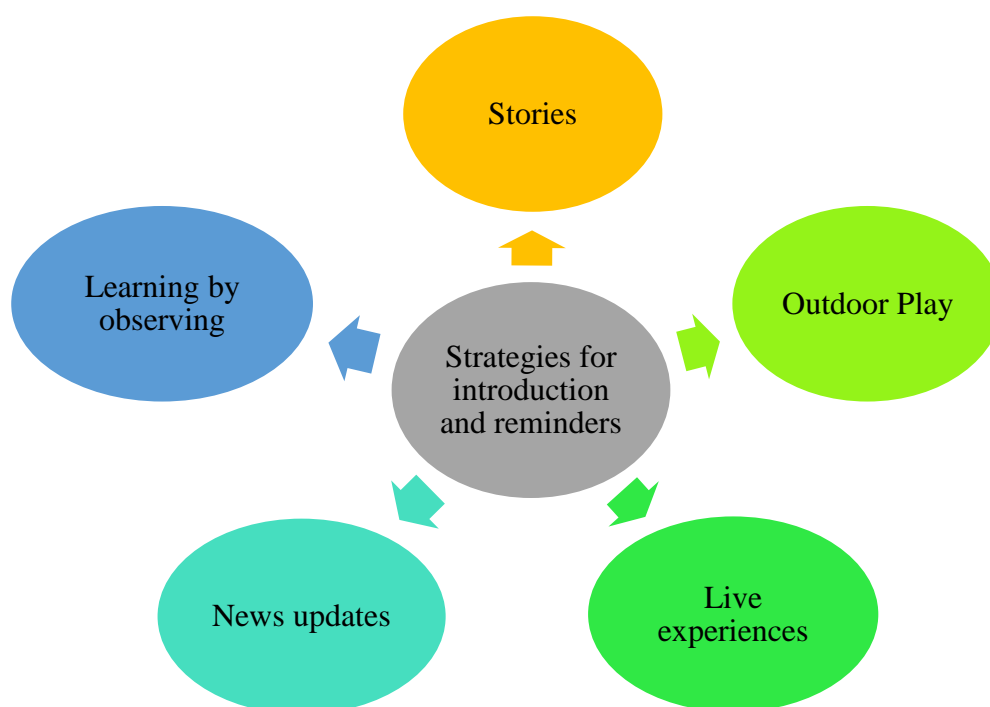 Stories
Learning by
observing
Outdoor Play
Strategies for
introduction
and reminders
News updates
Live
experiences